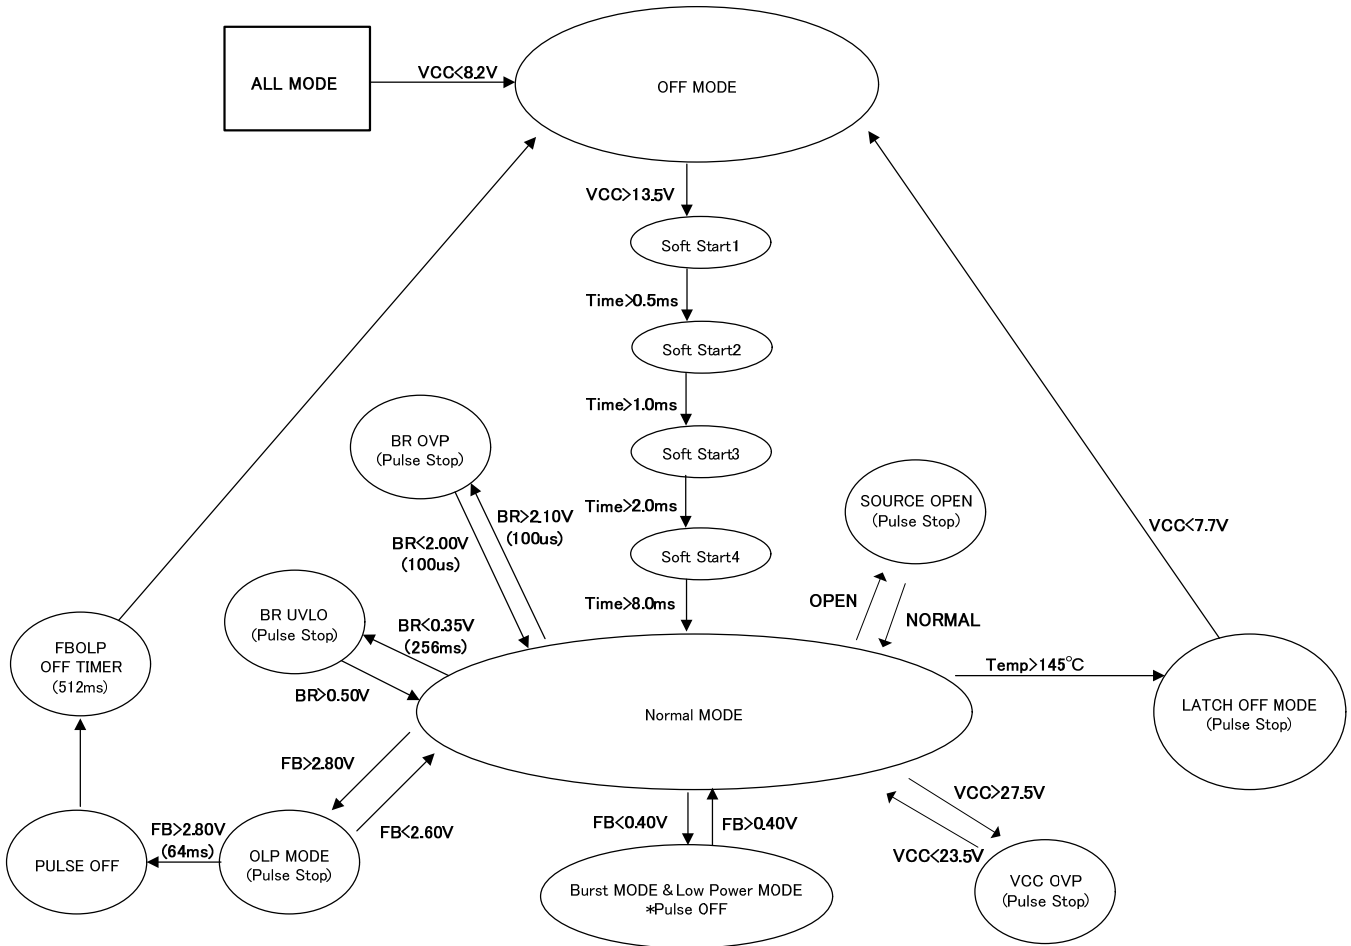 ALL MODE
VCC<8.2V
OFF MODE
VCC>13.5V
Soft Start1
Time>0.5ms
Soft Start2
Time>1.0ms
BR OVP
(Pulse Stop)
Soft Start3
SOURCE OPEN
(Pulse Stop)
Time>2.0ms
BR>2.10V
(100us)
VCC<7.7V
BR<2.00V
(100us)
Soft Start4
BR UVLO
(Pulse Stop)
OPEN
Time>8.0ms
NORMAL
BR<0.35V
(256ms)
FBOLP
OFF TIMER
(512ms)
Temp>145°C
BR>0.50V
Normal MODE
LATCH OFF MODE
(Pulse Stop)
FB>2.80V
VCC>27.5V
FB<0.40V
FB>0.40V
FB>2.80V
(64ms)
FB<2.60V
PULSE OFF
OLP MODE
(Pulse Stop)
VCC<23.5V
Burst MODE & Low Power MODE
*Pulse OFF
VCC OVP
(Pulse Stop)